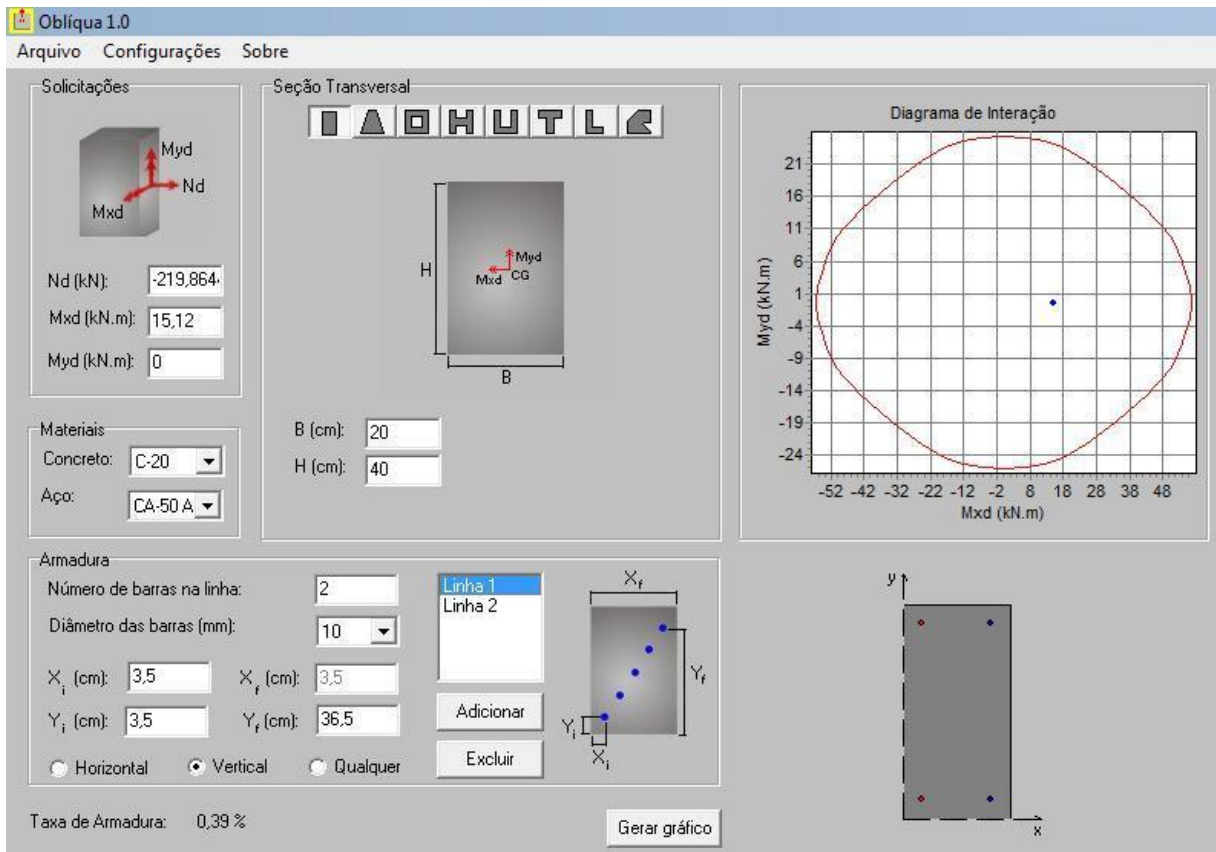 Oblíqua 1.0
Arquivo Configurações Sobre
Solicitações
Myd
Nd
Mxd
Nd (kN): -219,864
Mxd (kN.m): 15,12
Myd (kN.m): 0
Materiais
Concreto: C-20
Aço: CA-50 A
Seção Transversal
H
Myd
Mxd CG
B
B (cm): 20
H (cm): 40
Diagrama de Interação
Myd (kN.m)
21
16
11
6
1
-4
-9
-14
-19
-24
-52 -42 -32 -22 -12 -2 8 18 28 38 48
Mxd (kN.m)
Armadura
Número de barras na linha: 2
Diâmetro das barras (mm): 10
Xi (cm): 3,5 Xf (cm): 3,5
Yi (cm): 3,5 Yf (cm): 36,5
Horizontal Vertical Qualquer
Linha 1
Linha 2
Adicionar
Excluir
Xf
Yf
Yi
Xi
Taxa de Armadura: 0,39 %
Gerar gráfico
y
x